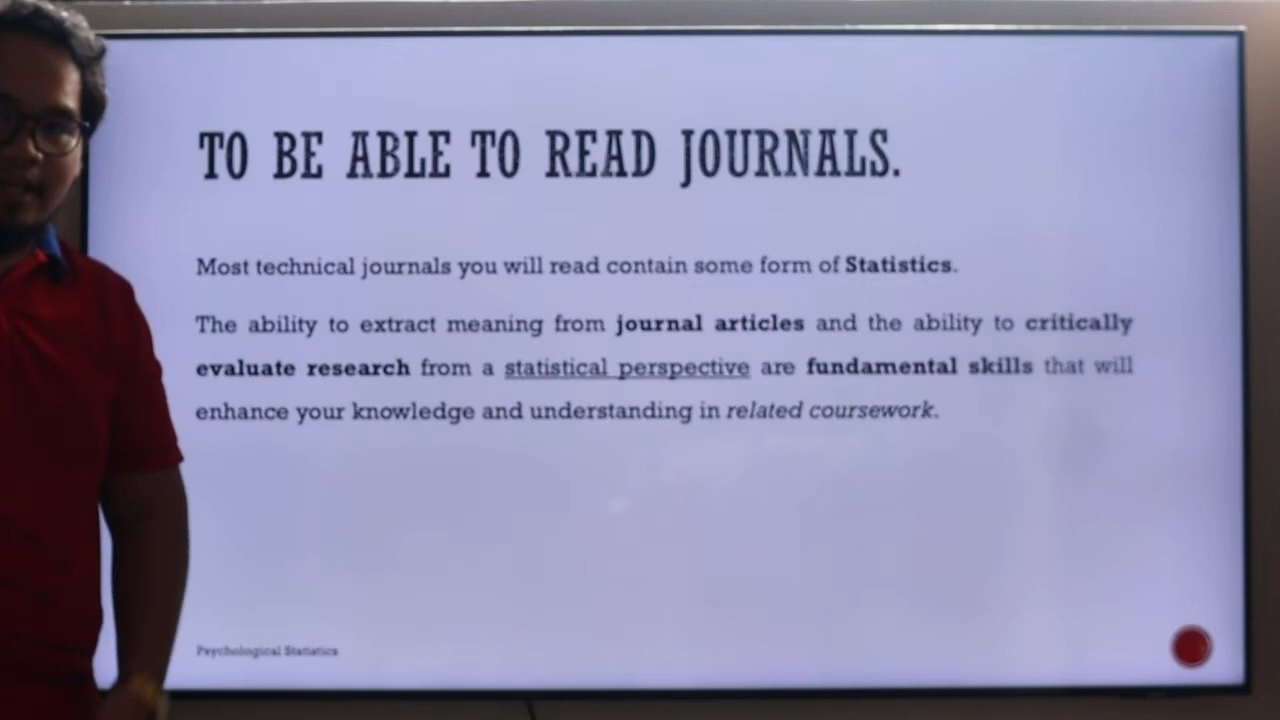 TO BE ABLE TO READ JOURNALS.
Most technical journals you will read contain some form of Statistics.
The ability to extract meaning from journal articles and the ability to critically
evaluate research from a statistical perspective are fundamental skills that will
enhance your knowledge and understanding in related coursework.
Psychological Statistics